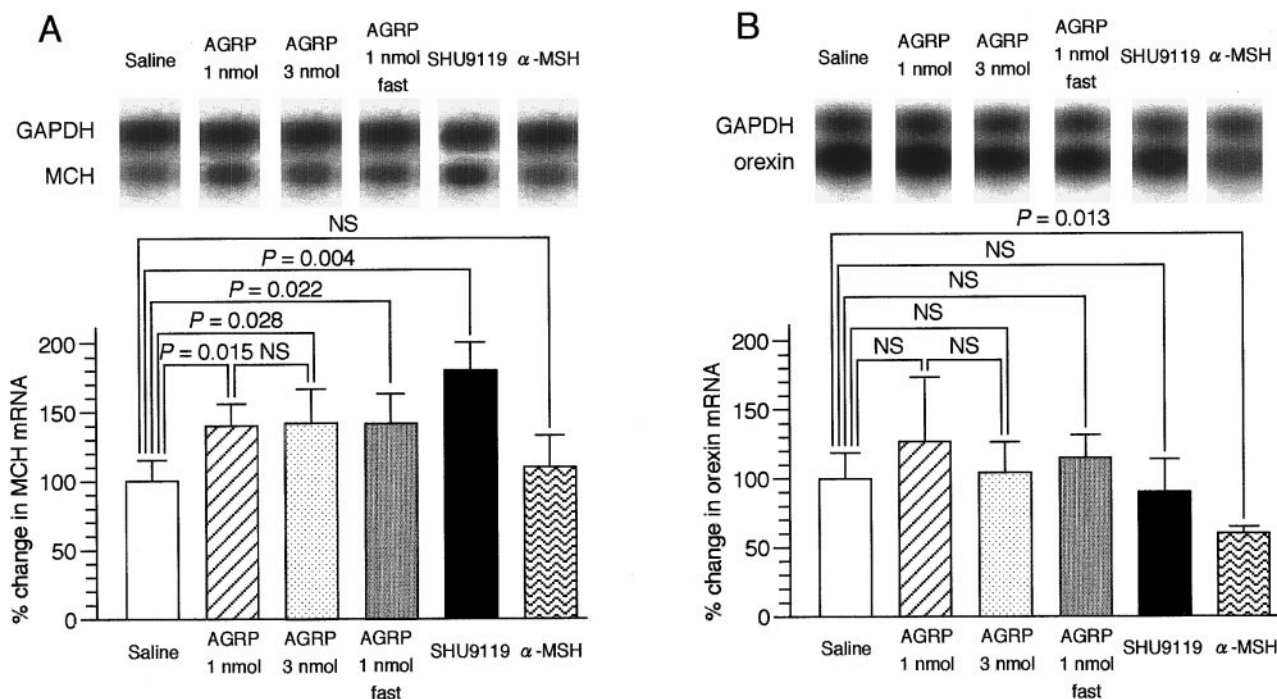 A
Saline
AGRP
1 nmol
AGRP
3 nmol
AGRP
1 nmol
fast
SHU9119
α-MSH
GAPDH
MCH
NS
P = 0.004
P = 0.022
P = 0.028
P = 0.015 NS
% change in MCH mRNA
200
150
100
50
0
Saline
AGRP
1 nmol
AGRP
3 nmol
AGRP
1 nmol
fast
SHU9119
α-MSH
B
Saline
AGRP
1 nmol
AGRP
3 nmol
AGRP
1 nmol
fast
SHU9119
α-MSH
GAPDH
orexin
P = 0.013
NS
NS
NS
NS NS
% change in orexin mRNA
200
150
100
50
0
Saline
AGRP
1 nmol
AGRP
3 nmol
AGRP
1 nmol
fast
SHU9119
α-MSH